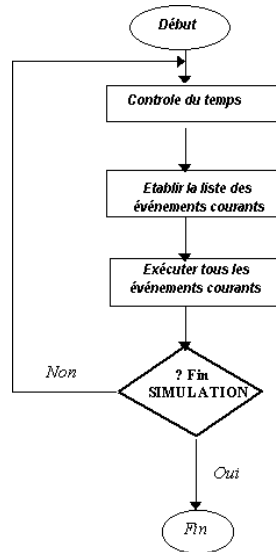 Début
Controle du temps
Etablir la liste des
événements courants
Exécuter tous les
événements courants
? Fin
SIMULATION
Non
Oui
Fin